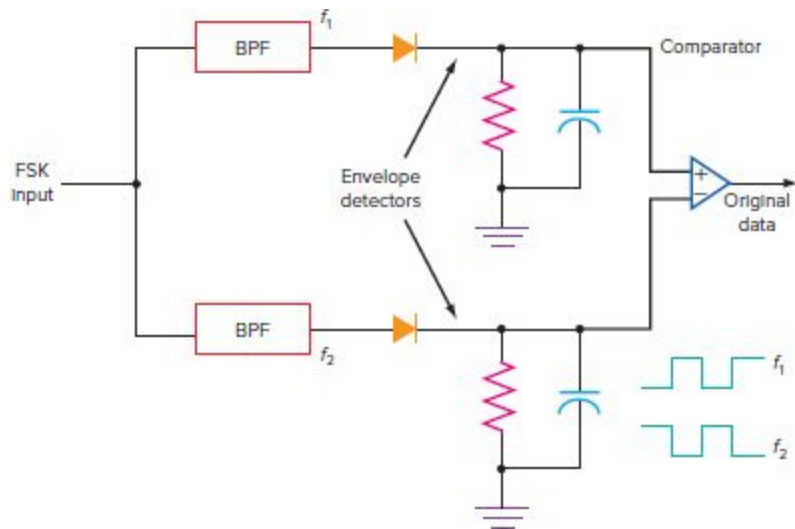 f₁
BPF
Comparator
FSK
input
Envelope
detectors
+
−
Original
data
BPF
f₂
f₁
f₂